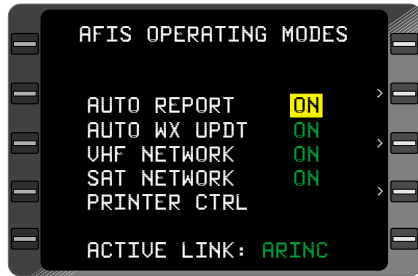 AFIS OPERATING MODES
AUTO REPORT ON >
AUTO WX UPDT ON
VHF NETWORK ON >
SAT NETWORK ON
PRINTER CTRL >
ACTIVE LINK: ARINC